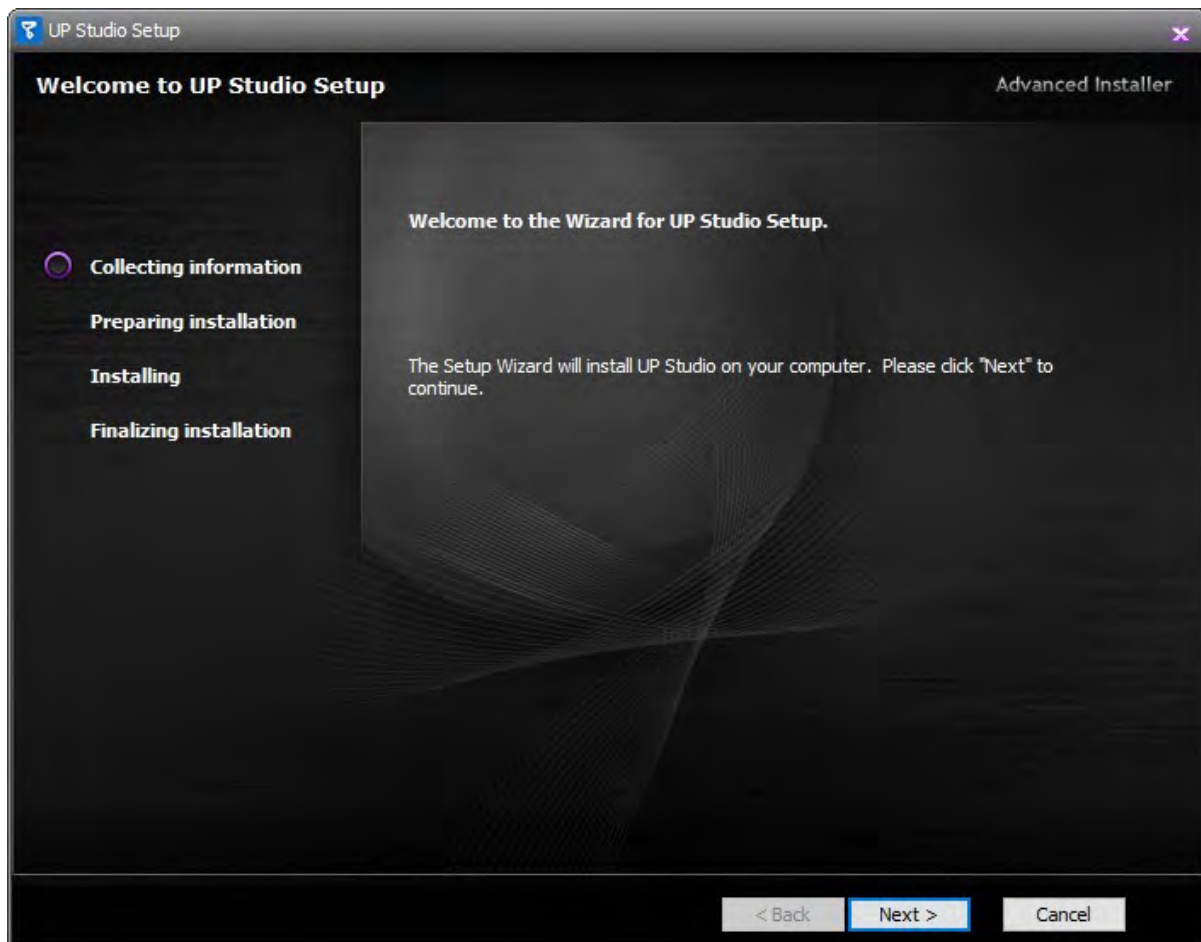 UP Studio Setup
Welcome to UP Studio Setup
Advanced Installer
Collecting information
Preparing installation
Installing
Finalizing installation
Welcome to the Wizard for UP Studio Setup.
The Setup Wizard will install UP Studio on your computer. Please click "Next" to
continue.
< Back
Next >
Cancel